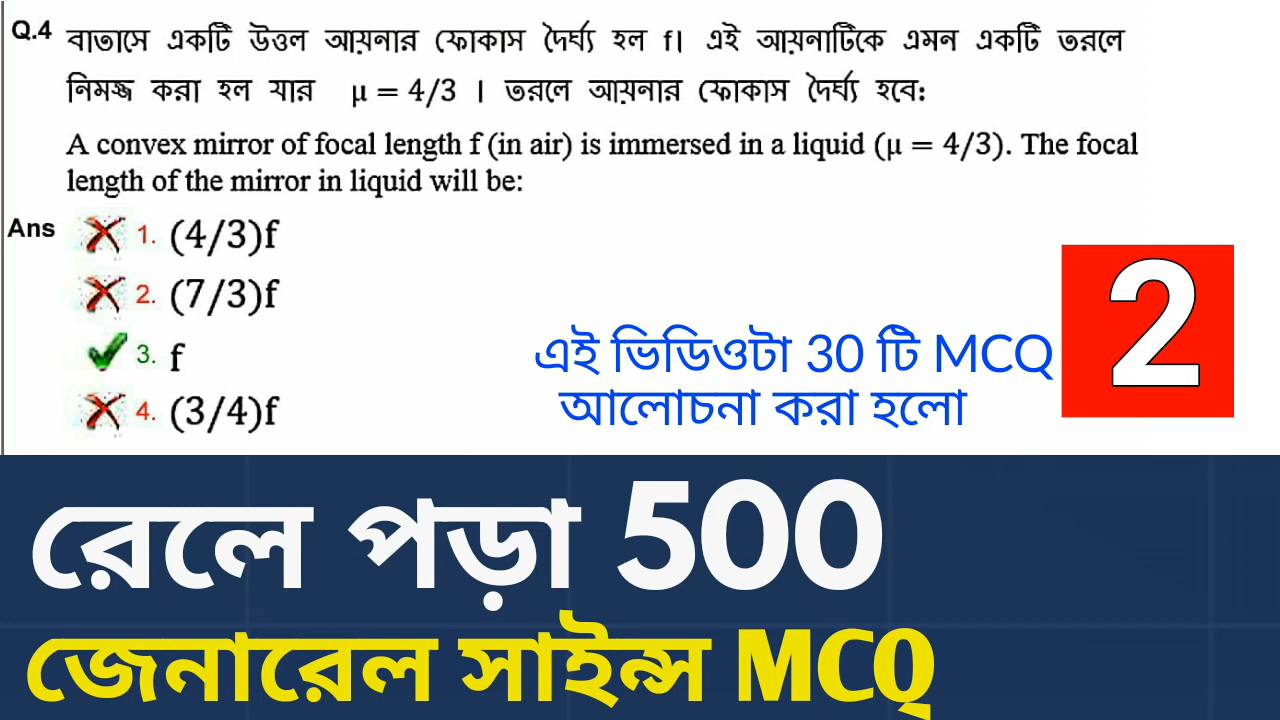 Q.4 বাতাসে একটি উত্তল আয়নার ফোকাস দৈর্ঘ্য হল f। এই আয়নাটিকে এমন একটি তরলে
নিমজ্জ করা হল যার μ = 4/3 । তরলে আয়নার ফোকাস দৈর্ঘ্য হবে:
A convex mirror of focal length f (in air) is immersed in a liquid (μ = 4/3). The focal
length of the mirror in liquid will be:
Ans 1. (4/3)f
2. (7/3)f
3. f
4. (3/4)f
এই ভিডিওটা 30 টি MCQ
আলোচনা করা হলো
2
রেলে পড়া 500
জেনারেল সাইন্স MCQ